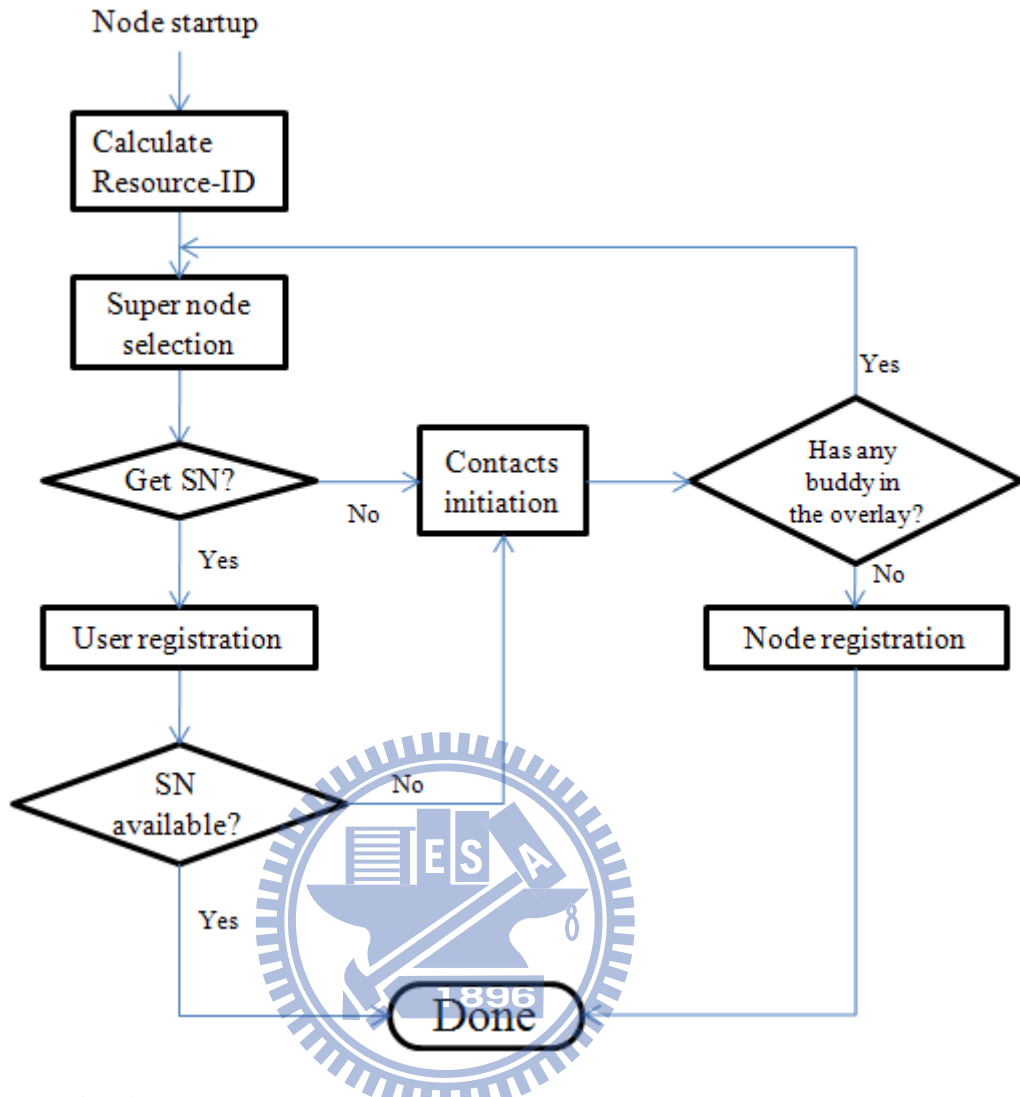 Node startup
Calculate
Resource-ID
Super node
selection
Yes
Get SN?
No
Contacts
initiation
Has any
buddy in
the overlay?
Yes
No
User registration
Node registration
SN
available?
No
E S A
8
Yes
1896
Done